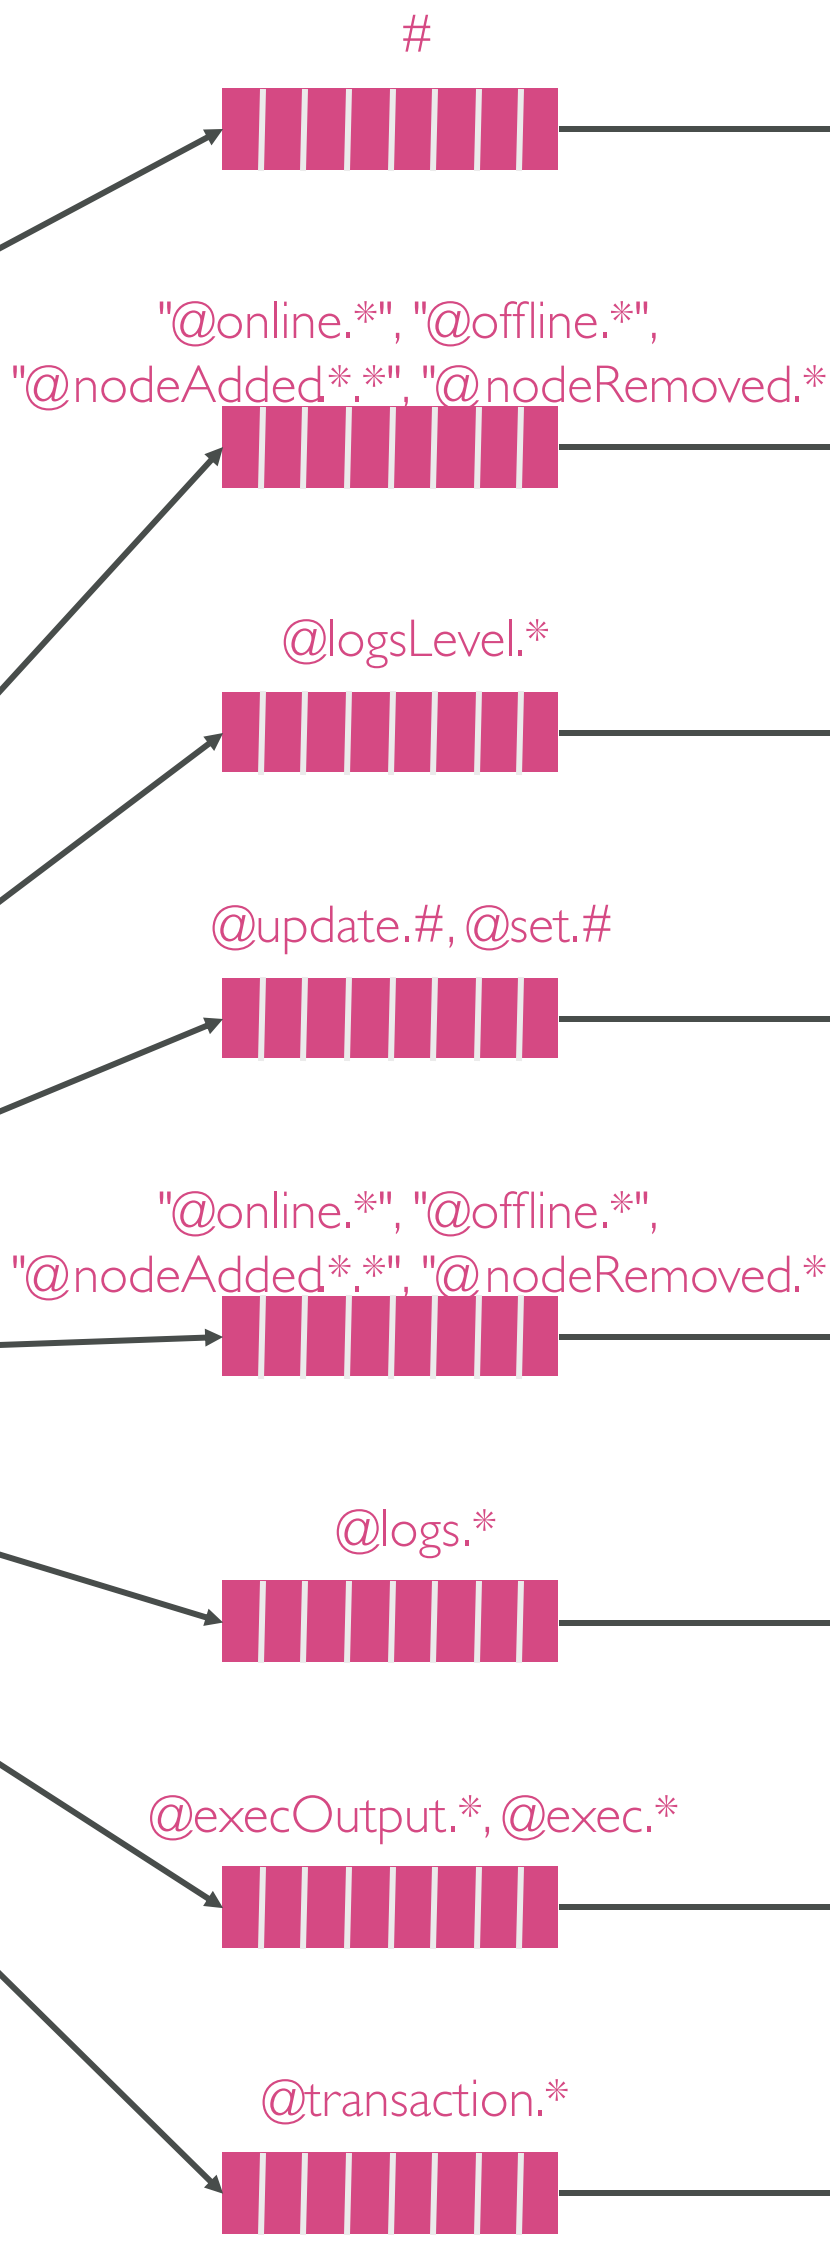 #
"@online.*", "@offline.*",
"@nodeAdded.*.*", "@nodeRemoved.*
@logsLevel.*
@update.#, @set.#
"@online.*", "@offline.*",
"@nodeAdded.*.*", "@nodeRemoved.*
@logs.*
@execOutput.*, @exec.*
@transaction.*